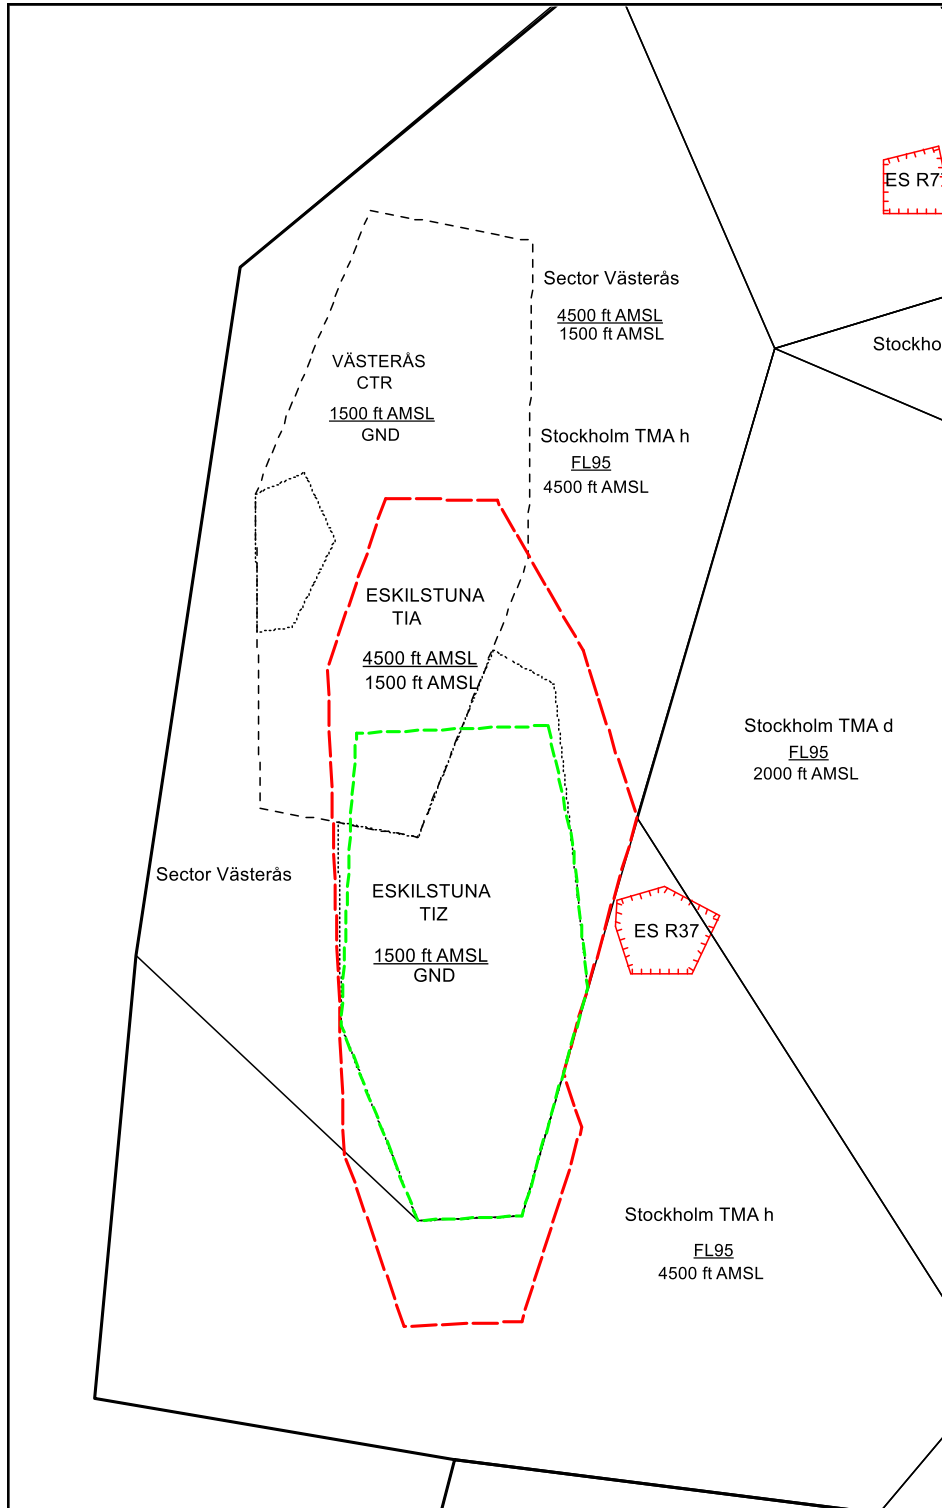 ES R7
Sector Västerås
4500 ft AMSL
1500 ft AMSL
Stockho
VÄSTERÅS
CTR
1500 ft AMSL
GND
Stockholm TMA h
FL95
4500 ft AMSL
ESKILSTUNA
TIA
4500 ft AMSL
1500 ft AMSL
Stockholm TMA d
FL95
2000 ft AMSL
Sector Västerås
ESKILSTUNA
TIZ
1500 ft AMSL
GND
ES R37
Stockholm TMA h
FL95
4500 ft AMSL